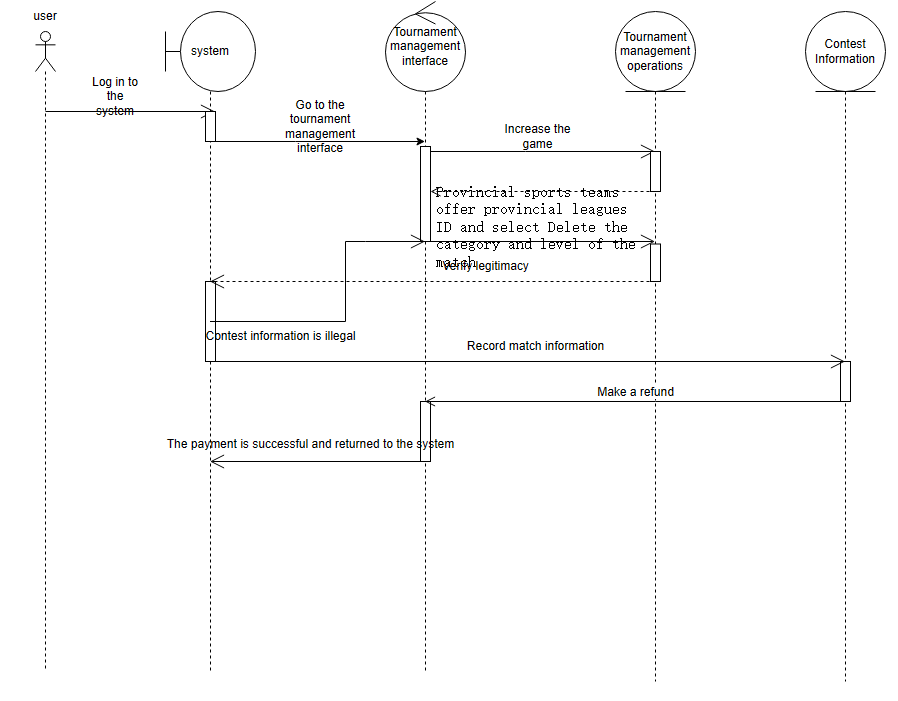 user
system
Tournament
management
interface
Tournament
management
operations
Contest
Information
Log in to
the
system
Go to the
tournament
management
interface
Increase the
game
Provincial sports teams
offer provincial leagues
ID and select Delete the
category and level of the
match
Verify legitimacy
Contest information is illegal
Record match information
Make a refund
The payment is successful and returned to the system